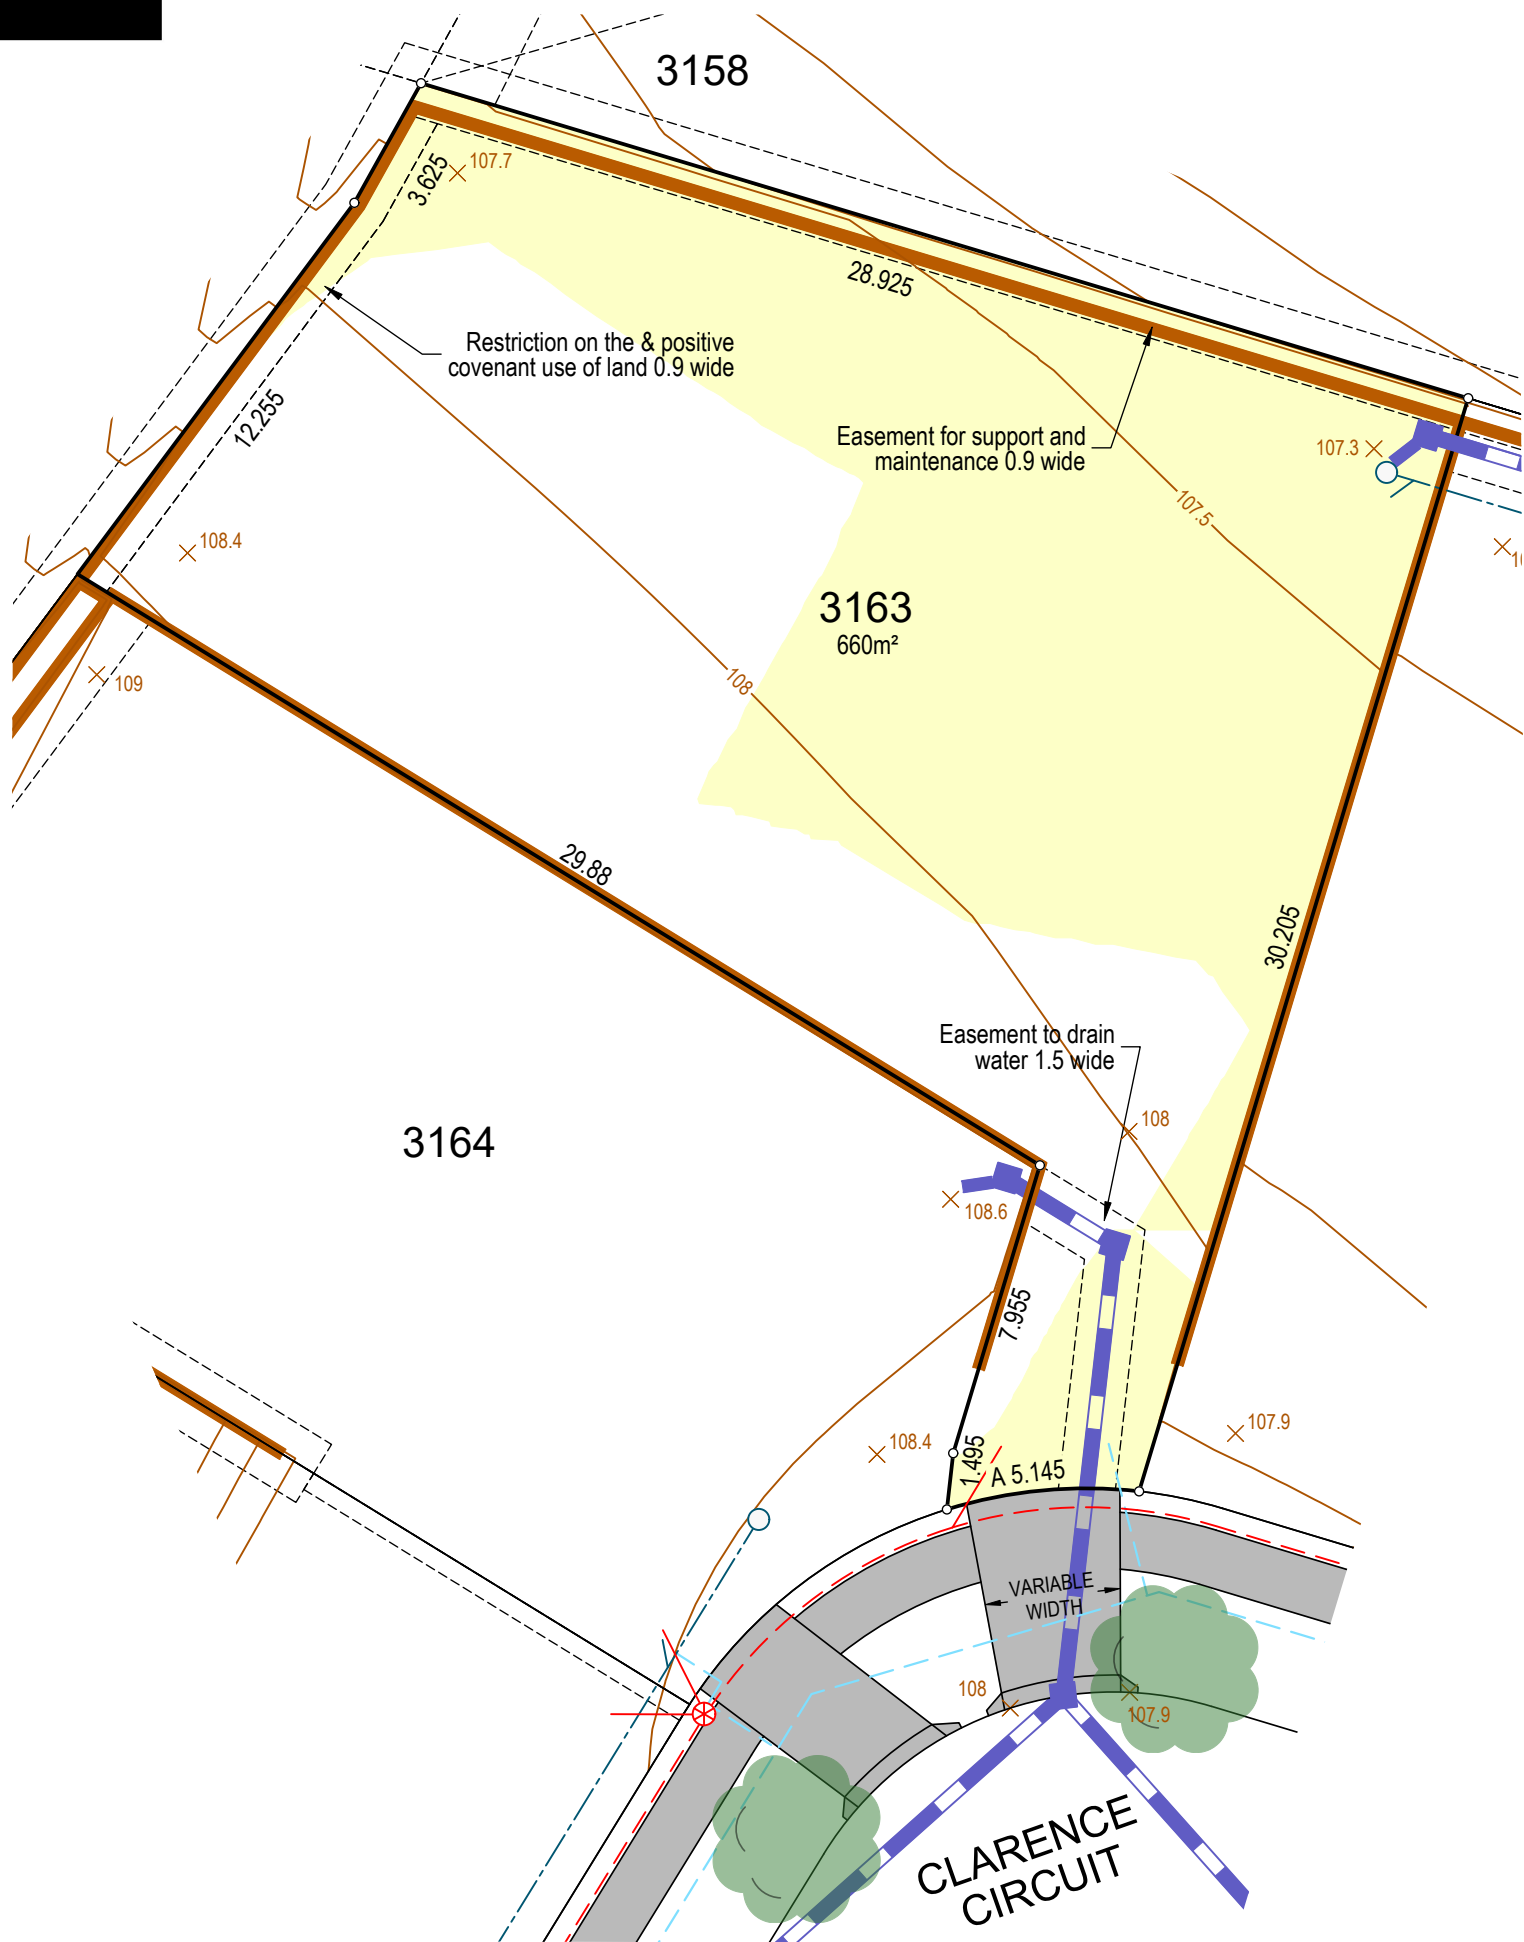 3158
107.7
3.625
28.925
Restriction on the & positive
covenant use of land 0.9 wide
12.255
Easement for support and
maintenance 0.9 wide
107.3
107.5
108.4
3163
660m²
108
109
29.88
30.205
Easement to drain
water 1.5 wide
108
3164
108.6
7.955
107.9
108.4
1.495
A 5.145
VARIABLE
WIDTH
108
107.9
CLARENCE
CIRCUIT